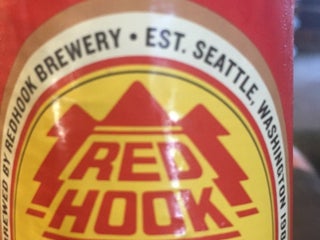 BREWED BY REDHOOK BREWERY • EST. SEATTLE, WASHINGTON
RED
HOOK